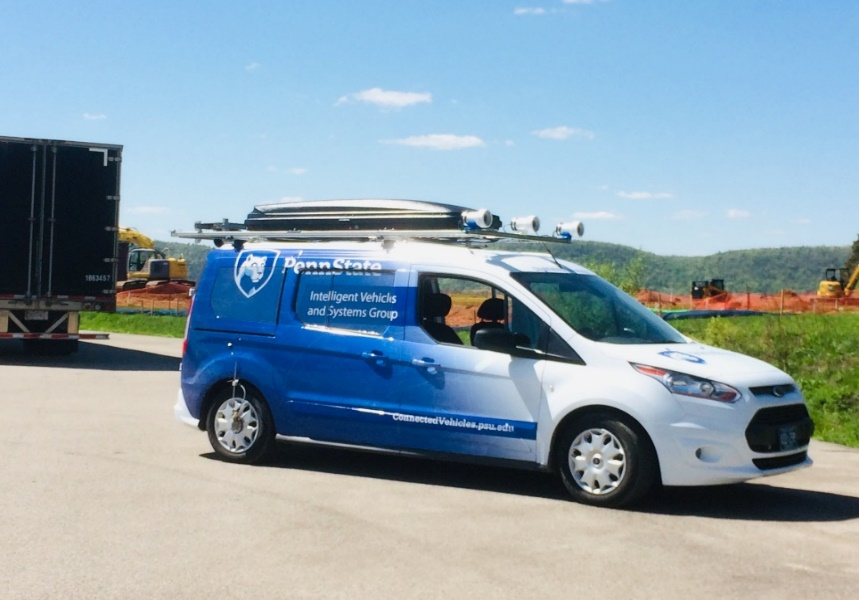 PennState
Intelligent Vehicles
and Systems Group
ConnectedVehicles.psu.edu